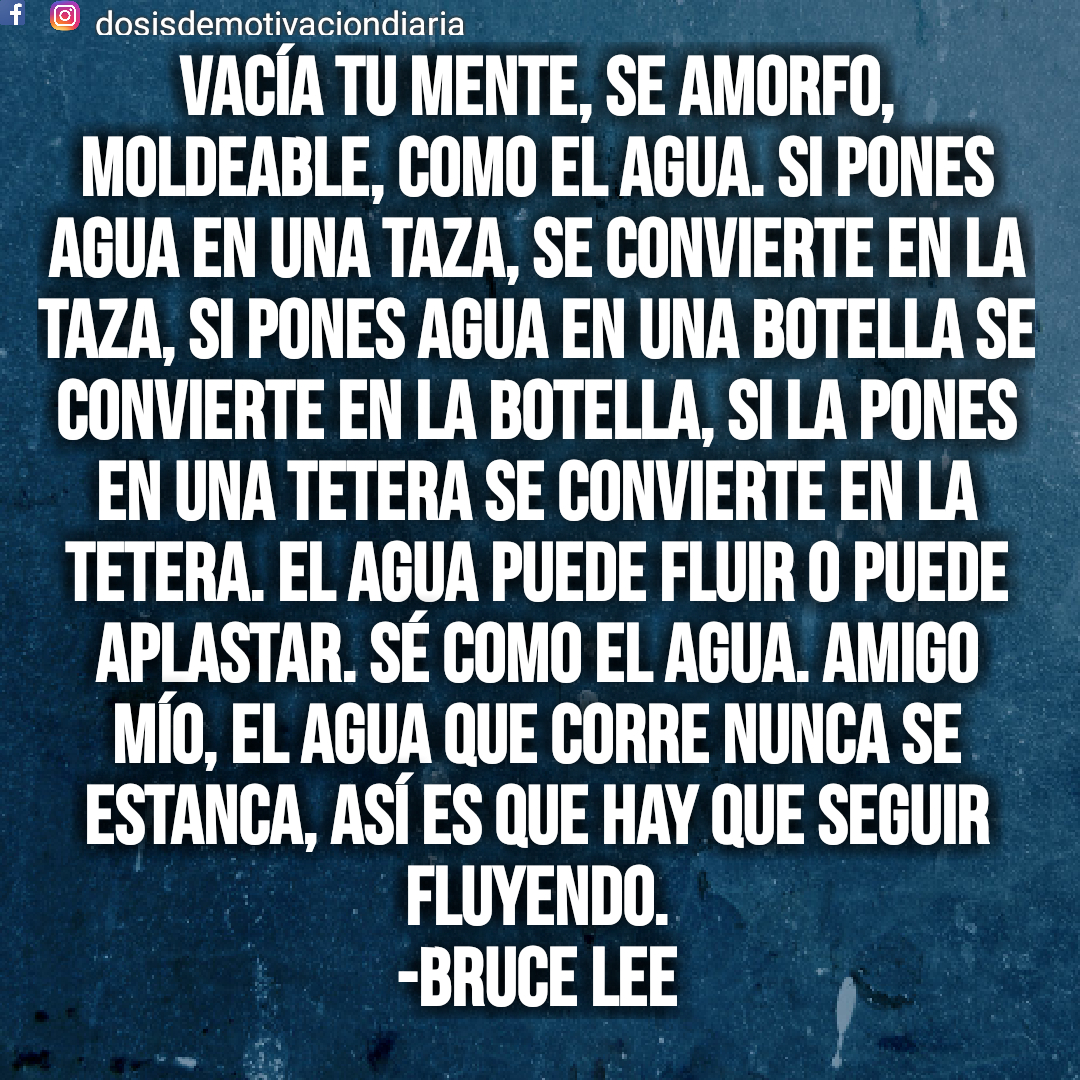 dosisdemotivaciondiaria
VACÍA TU MENTE, SE AMORFO,
MOLDEABLE, COMO EL AGUA. SI PONES
AGUA EN UNA TAZA, SE CONVIERTE EN LA
TAZA, SI PONES AGUA EN UNA BOTELLA SE
CONVIERTE EN LA BOTELLA, SI LA PONES
EN UNA TETERA SE CONVIERTE EN LA
TETERA. EL AGUA PUEDE FLUIR O PUEDE
APLASTAR. SÉ COMO EL AGUA. AMIGO
MÍO, EL AGUA QUE CORRE NUNCA SE
ESTANCA, ASÍ ES QUE HAY QUE SEGUIR
FLUYENDO.
-BRUCE LEE